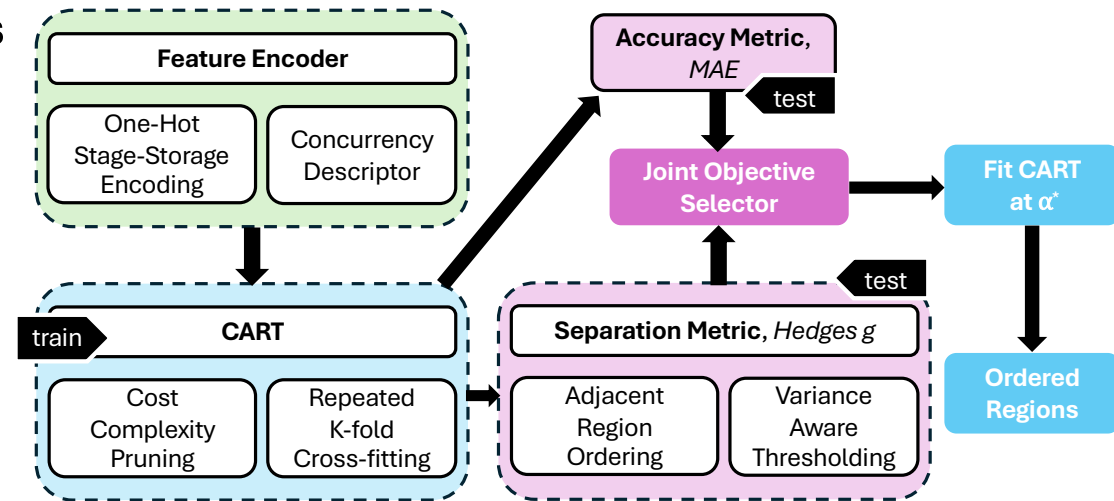 s
Feature Encoder
One-Hot
Stage-Storage
Encoding
Concurrency
Descriptor
Accuracy Metric,
MAE
test
Joint Objective
Selector
Fit CART
at α*
train
CART
Cost
Complexity
Pruning
Repeated
K-fold
Cross-fitting
test
Separation Metric, Hedges g
Adjacent
Region
Ordering
Variance
Aware
Thresholding
Ordered
Regions